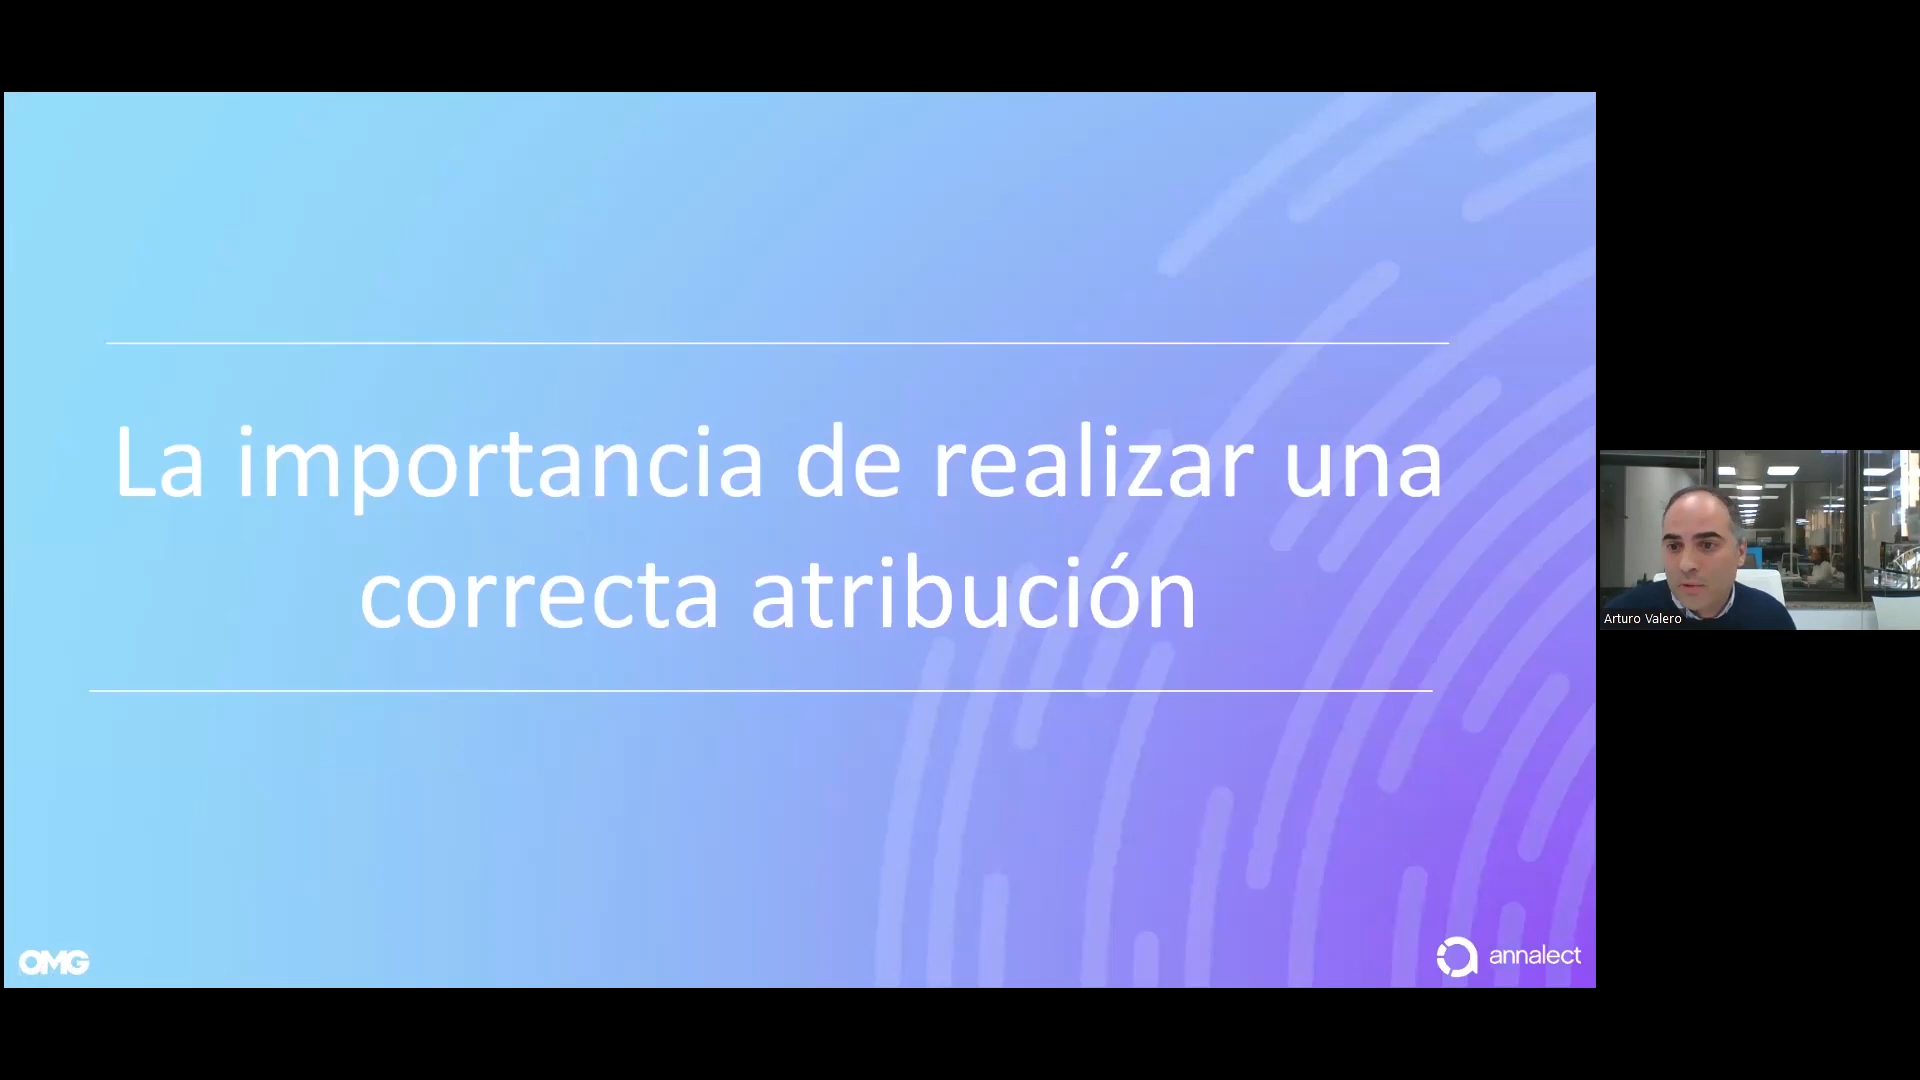 La importancia de realizar una
correcta atribución
OMG
annalect
Arturo Valero